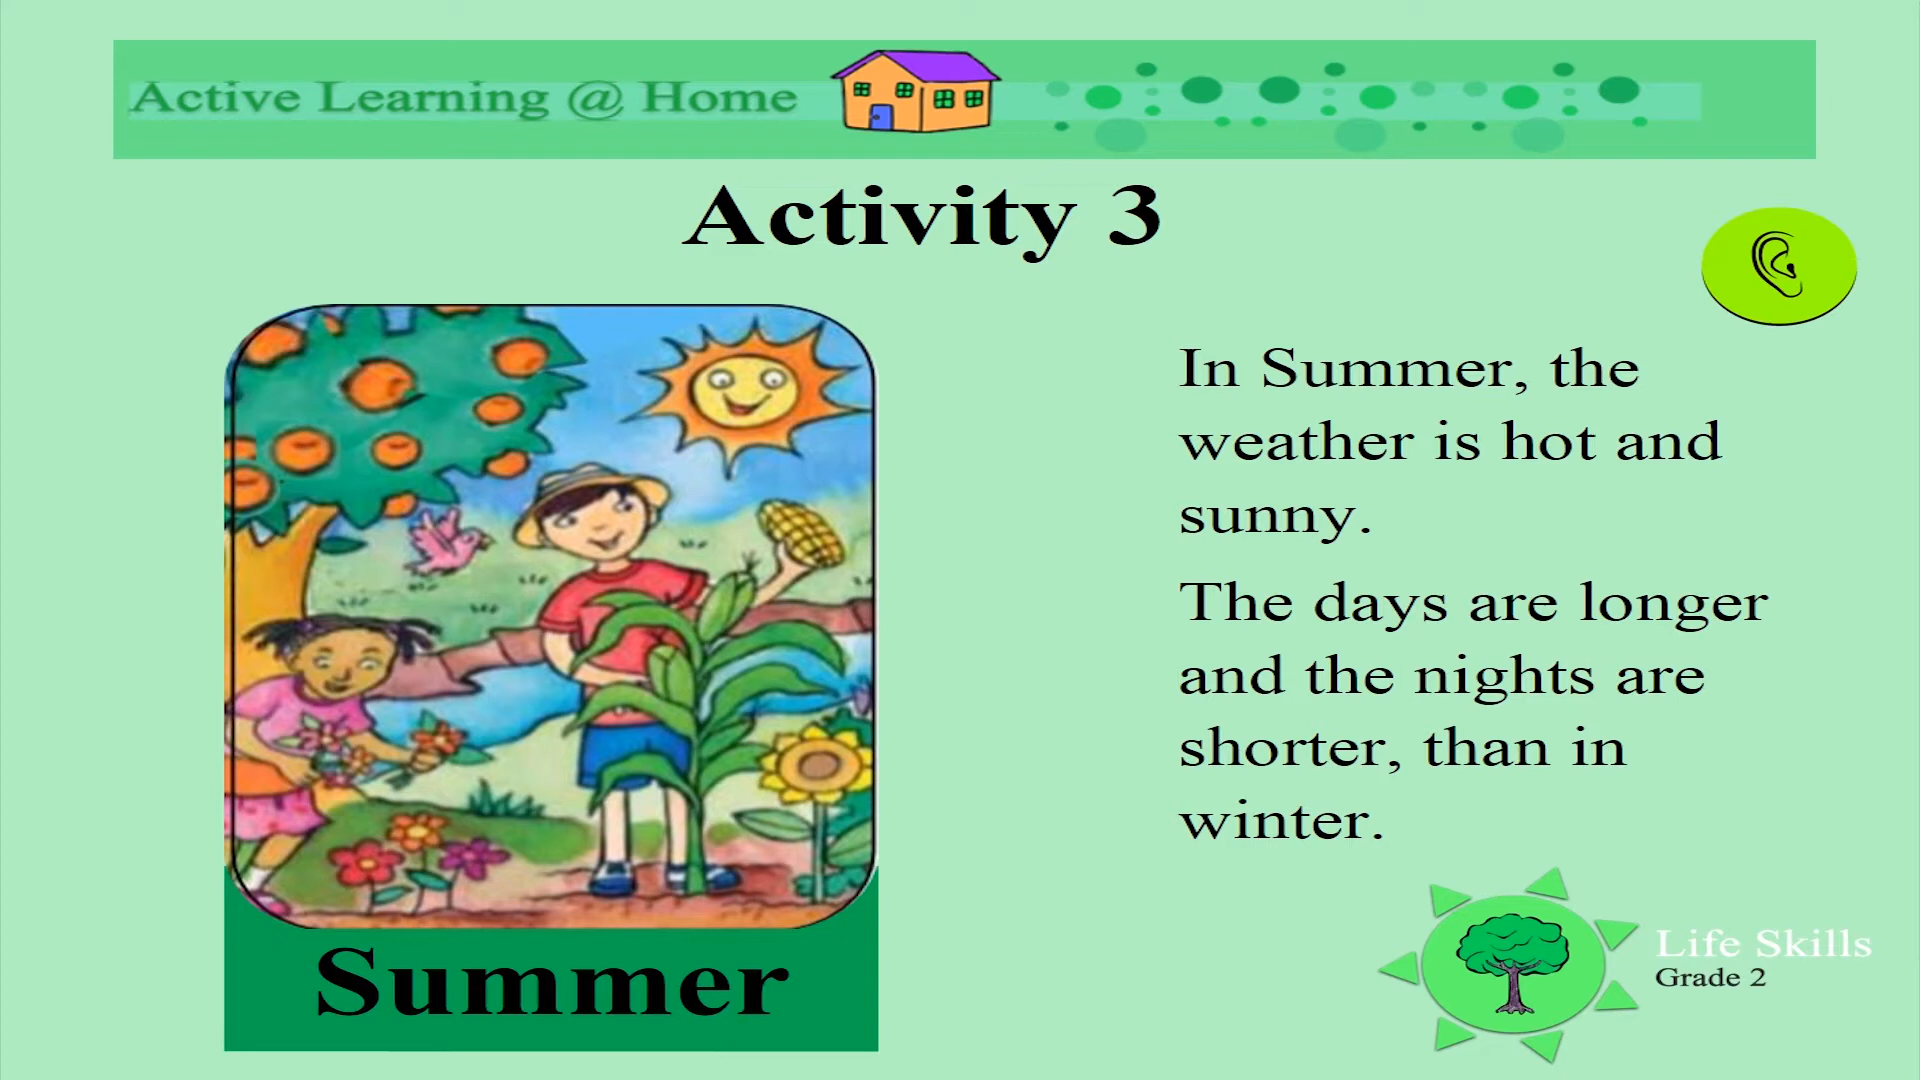 Active Learning @ Home
Activity 3
In Summer, the
weather is hot and
sunny.
The days are longer
and the nights are
shorter, than in
winter.
Summer
Life Skills
Grade 2